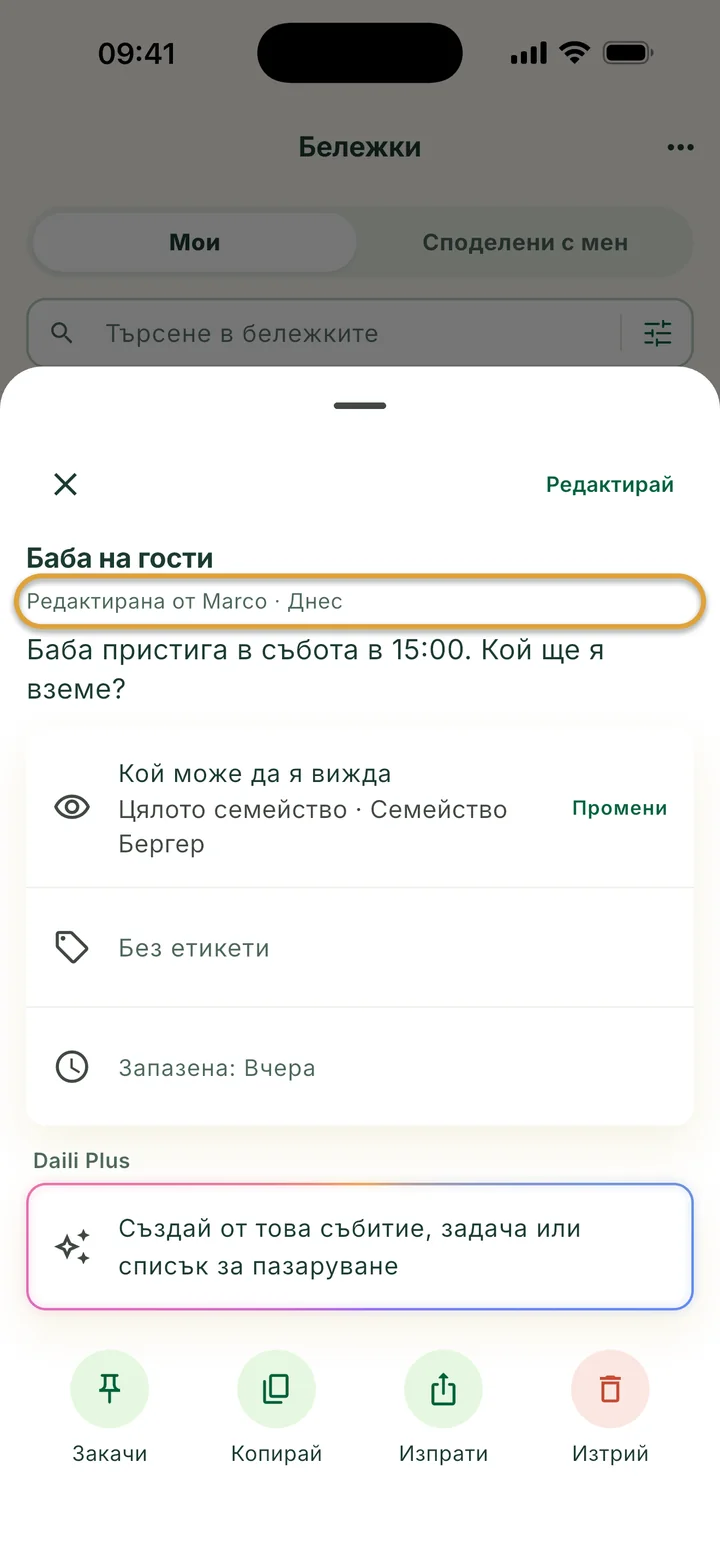 09:41
Бележки
Мои
Споделени с мен
Търсене в бележките
Редактирай
Баба на гости
Редактирана от Marco · Днес
Баба пристига в събота в 15:00. Кой ще я
вземе?
Кой може да я вижда
Цялото семейство · Семейство
Бергер
Промени
Без етикети
Запазена: Вчера
Daili Plus
Създай от това събитие, задача или
списък за пазаруване
Закачи
Копирай
Изпрати
Изтрий